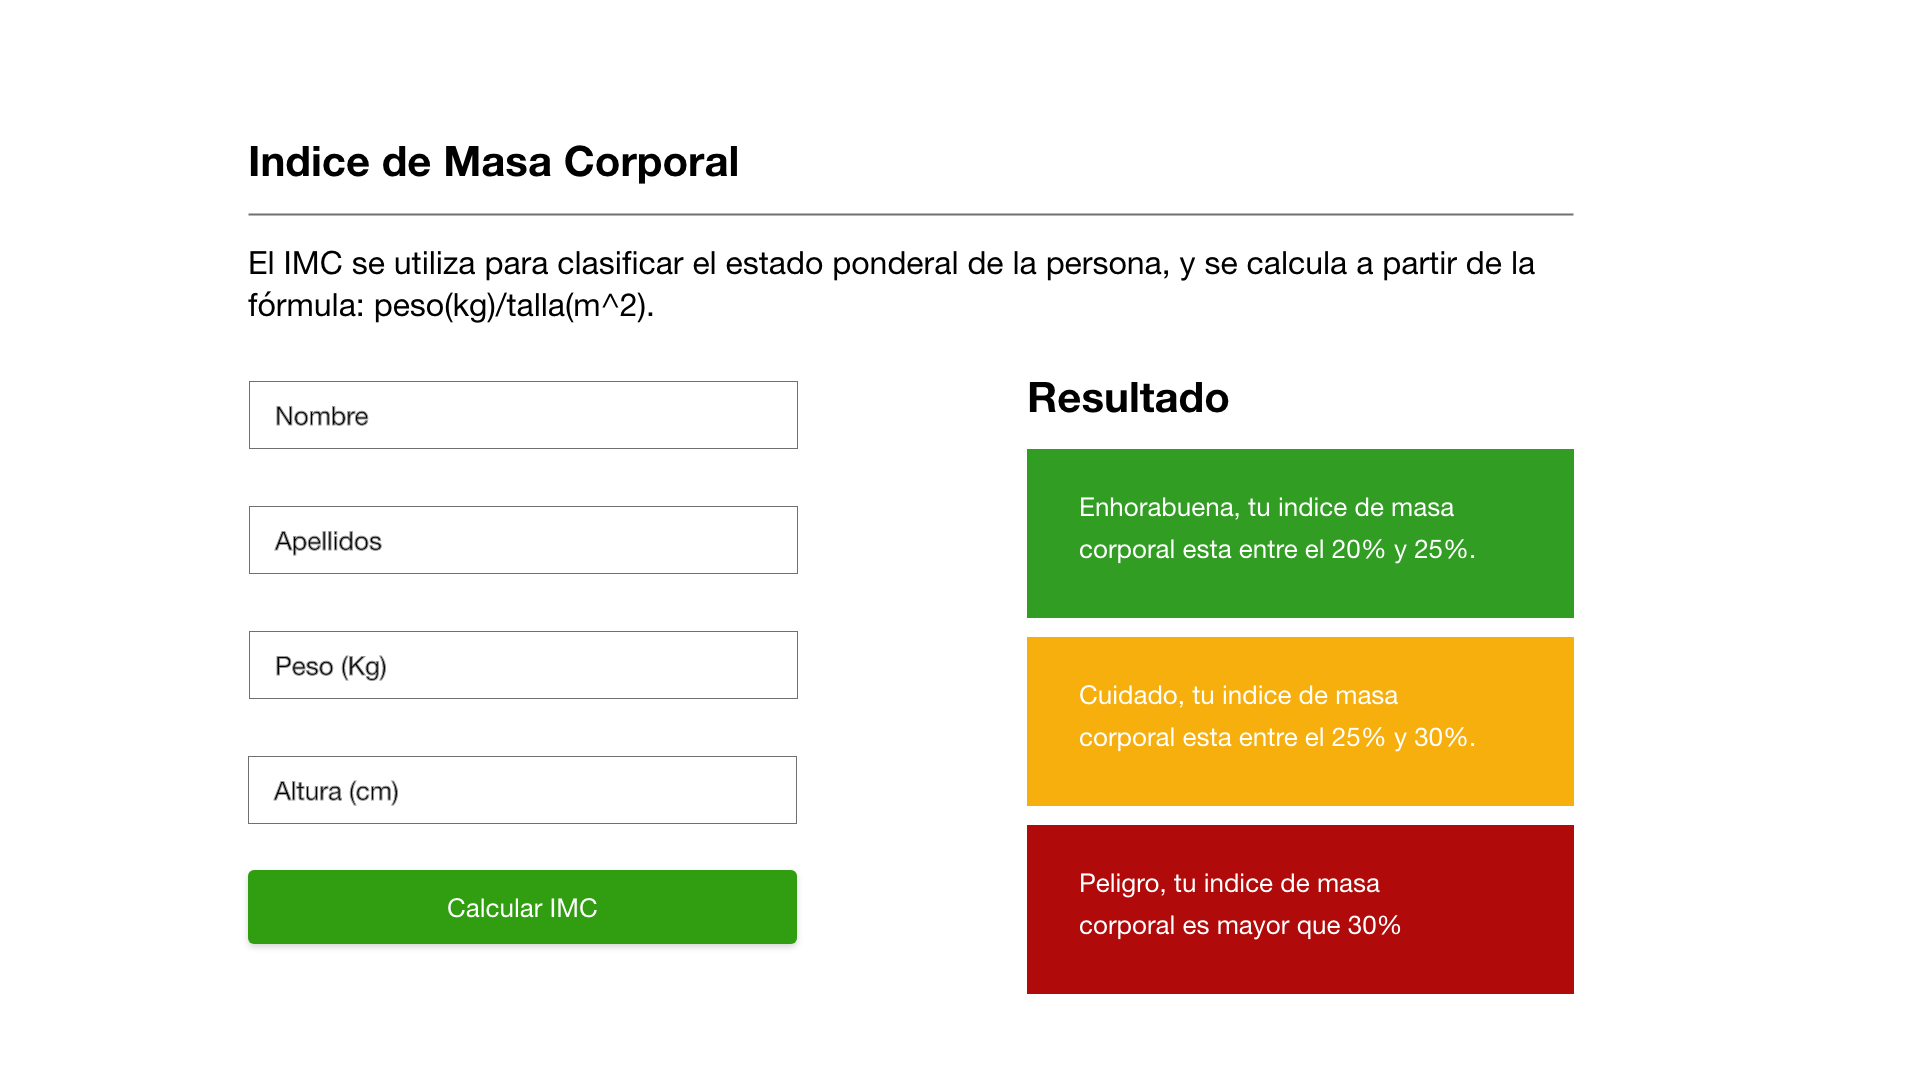 Indice de Masa Corporal
El IMC se utiliza para clasificar el estado ponderal de la persona, y se calcula a partir de la
fórmula: peso(kg)/talla(m^2).
Nombre
Apellidos
Peso (Kg)
Altura (cm)
Calcular IMC
Resultado
Enhorabuena, tu indice de masa
corporal esta entre el 20% y 25%.
Cuidado, tu indice de masa
corporal esta entre el 25% y 30%.
Peligro, tu indice de masa
corporal es mayor que 30%